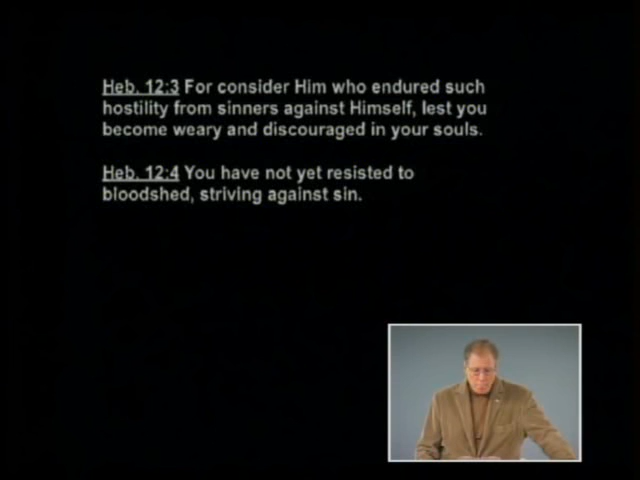 Heb. 12:3 For consider Him who endured such
hostility from sinners against Himself, lest you
become weary and discouraged in your souls.
Heb. 12:4 You have not yet resisted to
bloodshed, striving against sin.